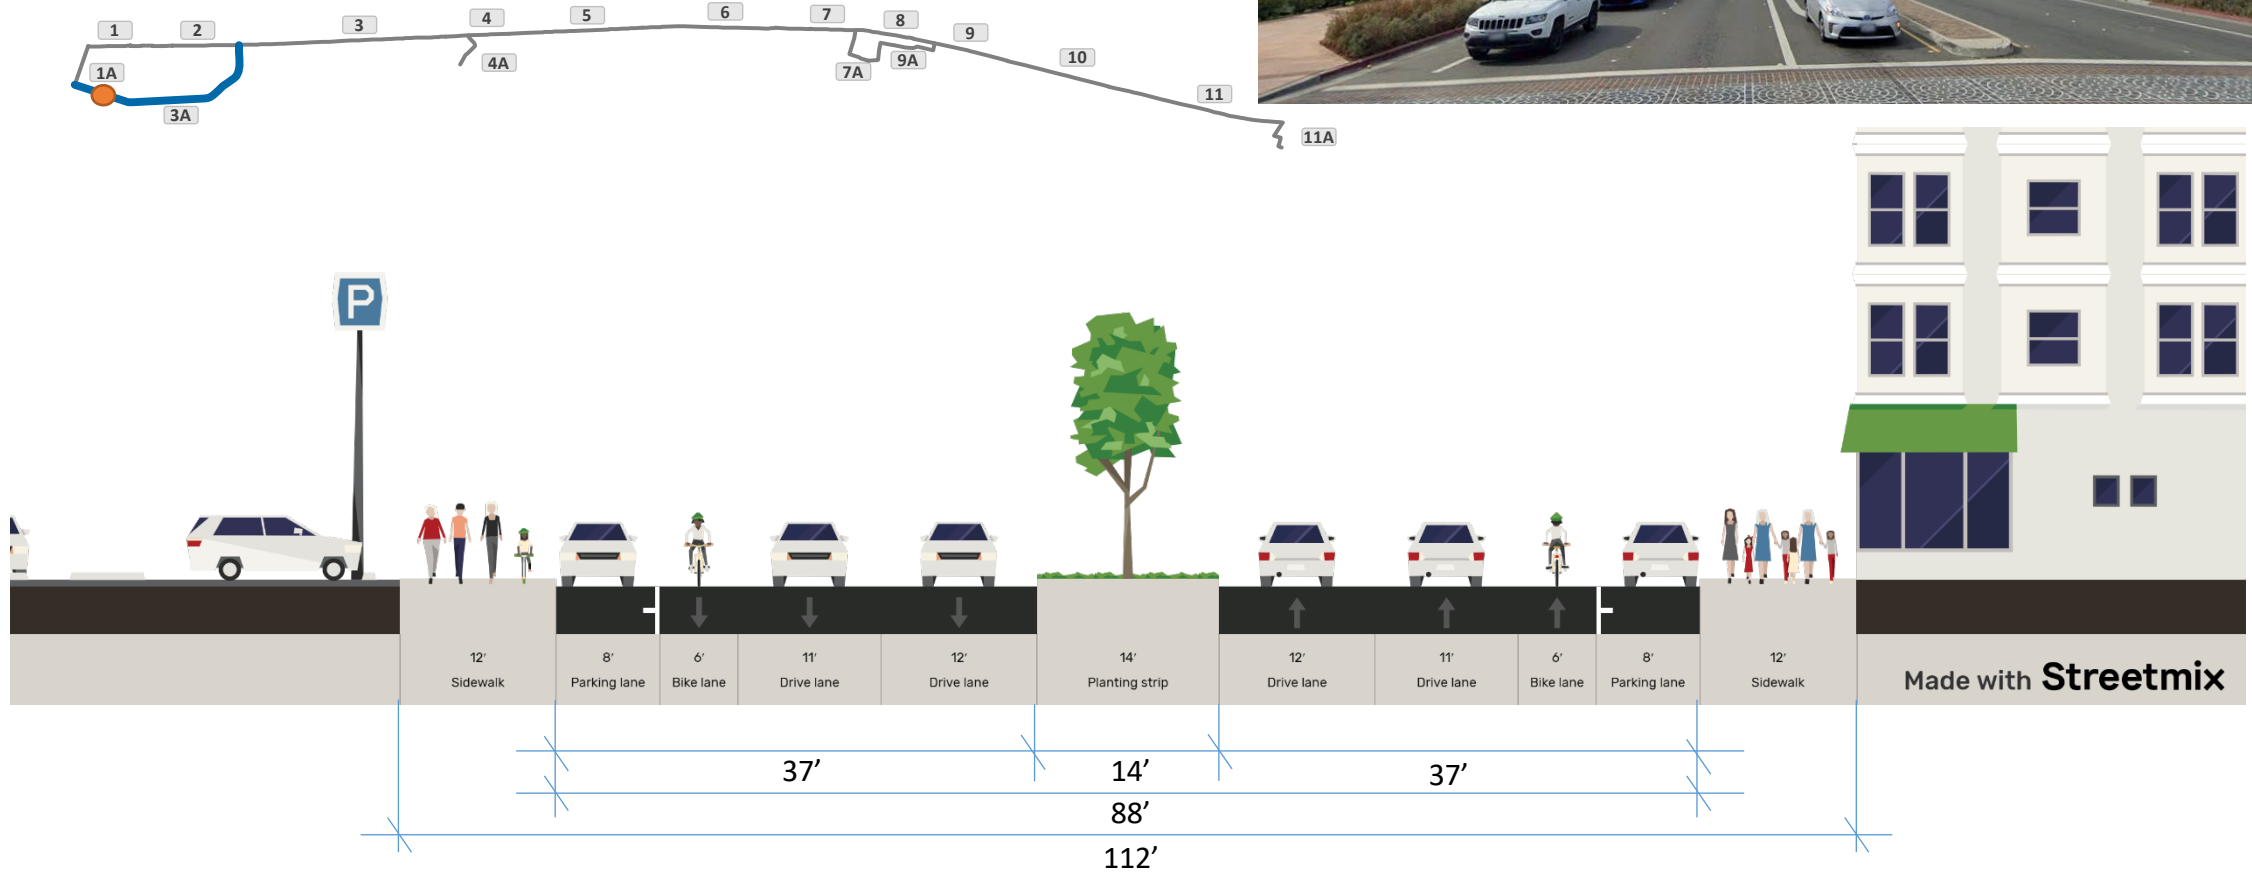 1 2 3 4 5 6 7 8 9 10 11
1A 3A 4A 7A 9A 11A
P
12' 8' 6' 11' 12' 14' 12' 11' 6' 8' 12'
Sidewalk Parking lane Bike lane Drive lane Drive lane Planting strip Drive lane Drive lane Bike lane Parking lane Sidewalk
Made with Streetmix
37’ 14’ 37’
88’
112’